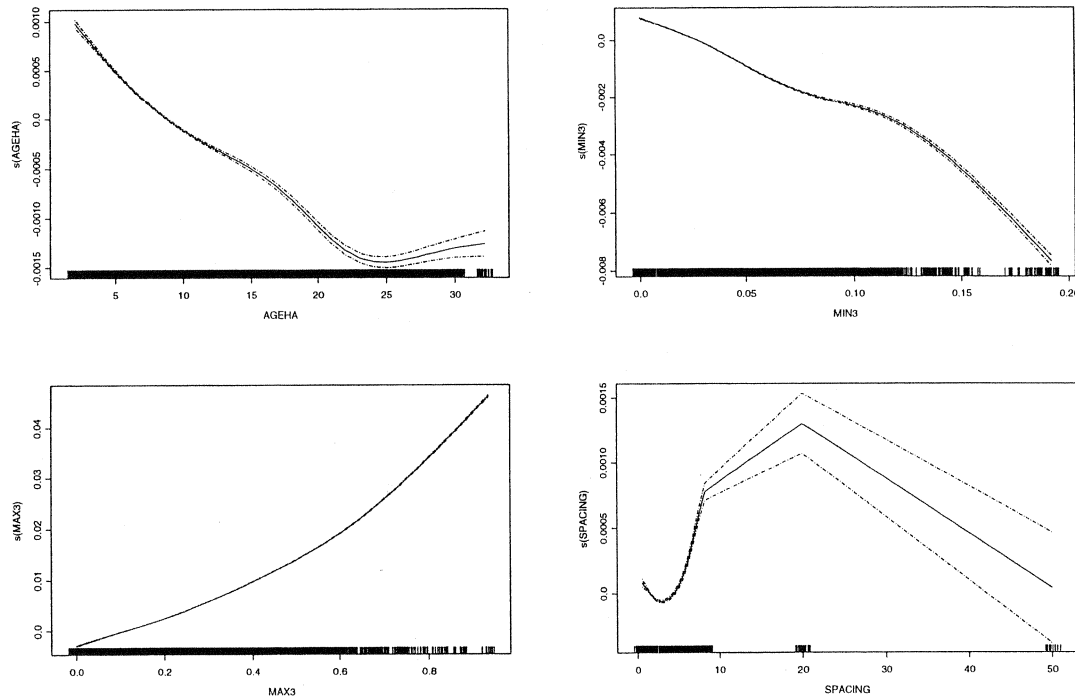 0.0010
0.0005
0.0
-0.0005
-0.0010
-0.0015
s(AGEHA)
5 10 15 20 25 30
AGEHA
0.0
-0.002
-0.004
-0.006
-0.008
s(MIN3)
0.0 0.05 0.10 0.15 0.20
MIN3
0.04
0.03
0.02
0.01
0.0
s(MAX3)
0.0 0.2 0.4 0.6 0.8
MAX3
0.0015
0.0010
0.0005
0.0
s(SPACING)
0 10 20 30 40 50
SPACING